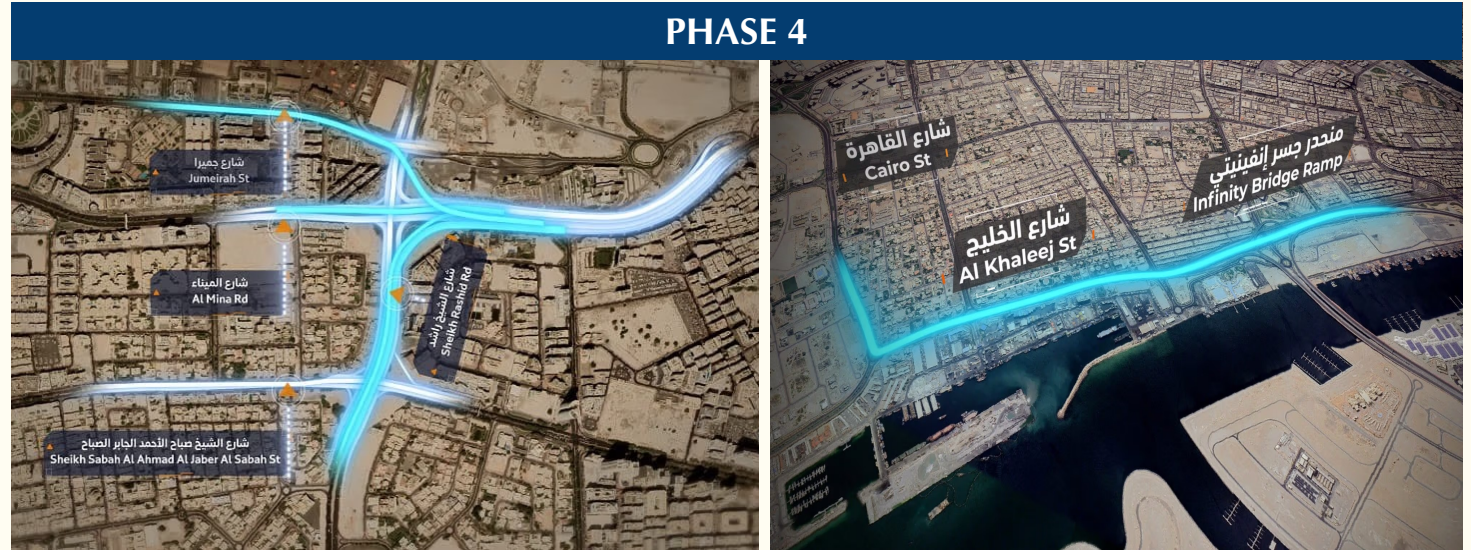 PHASE 4
شارع جميرا
Jumeirah St
شارع الميناء
Al Mina Rd
شارع الشيخ راشد
Sheikh Rashid Rd
شارع الشيخ صباح الأحمد الجابر الصباح
Sheikh Sabah Al Ahmad Al Jaber Al Sabah St
شارع القاهرة
Cairo St
شارع الخليج
Al Khaleej St
منحدر جسر إنفينيتي
Infinity Bridge Ramp